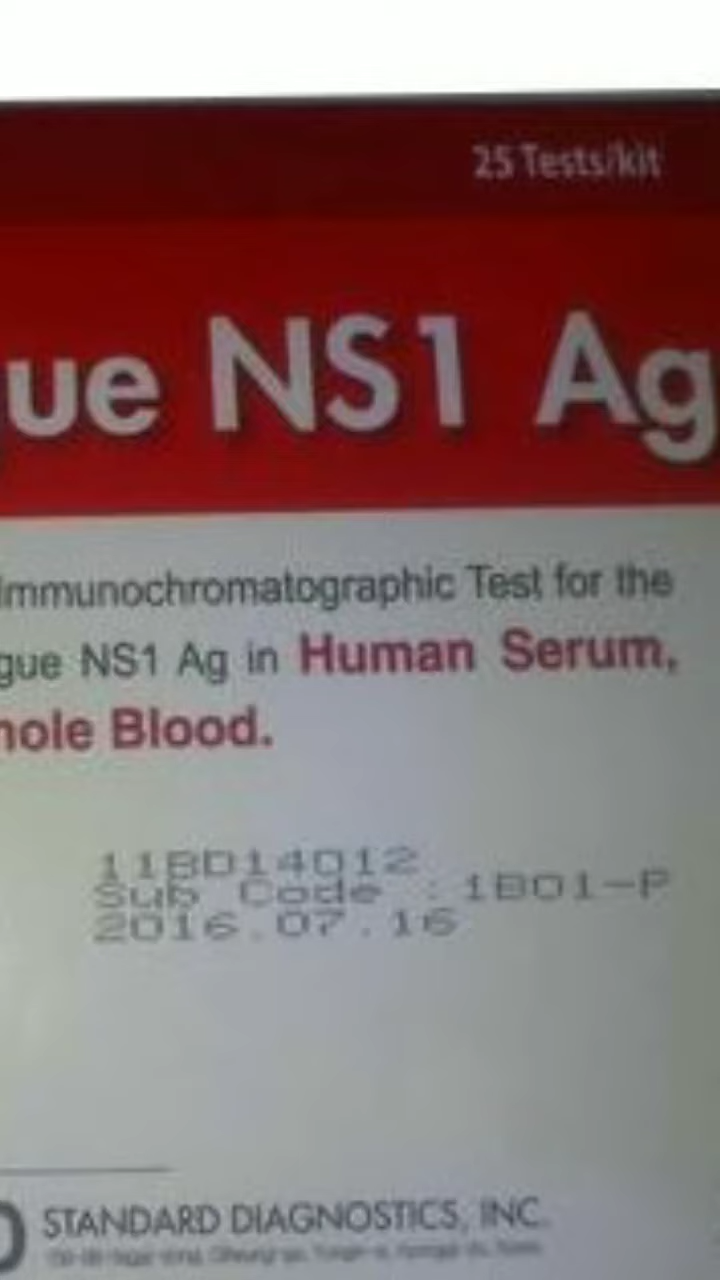 25 Tests/kit
ue NS1 Ag
Immunochromatographic Test for the
gue NS1 Ag in Human Serum,
hole Blood.
11BD14012
Sub Code : 1B01-P
2016.07.16
STANDARD DIAGNOSTICS, INC.